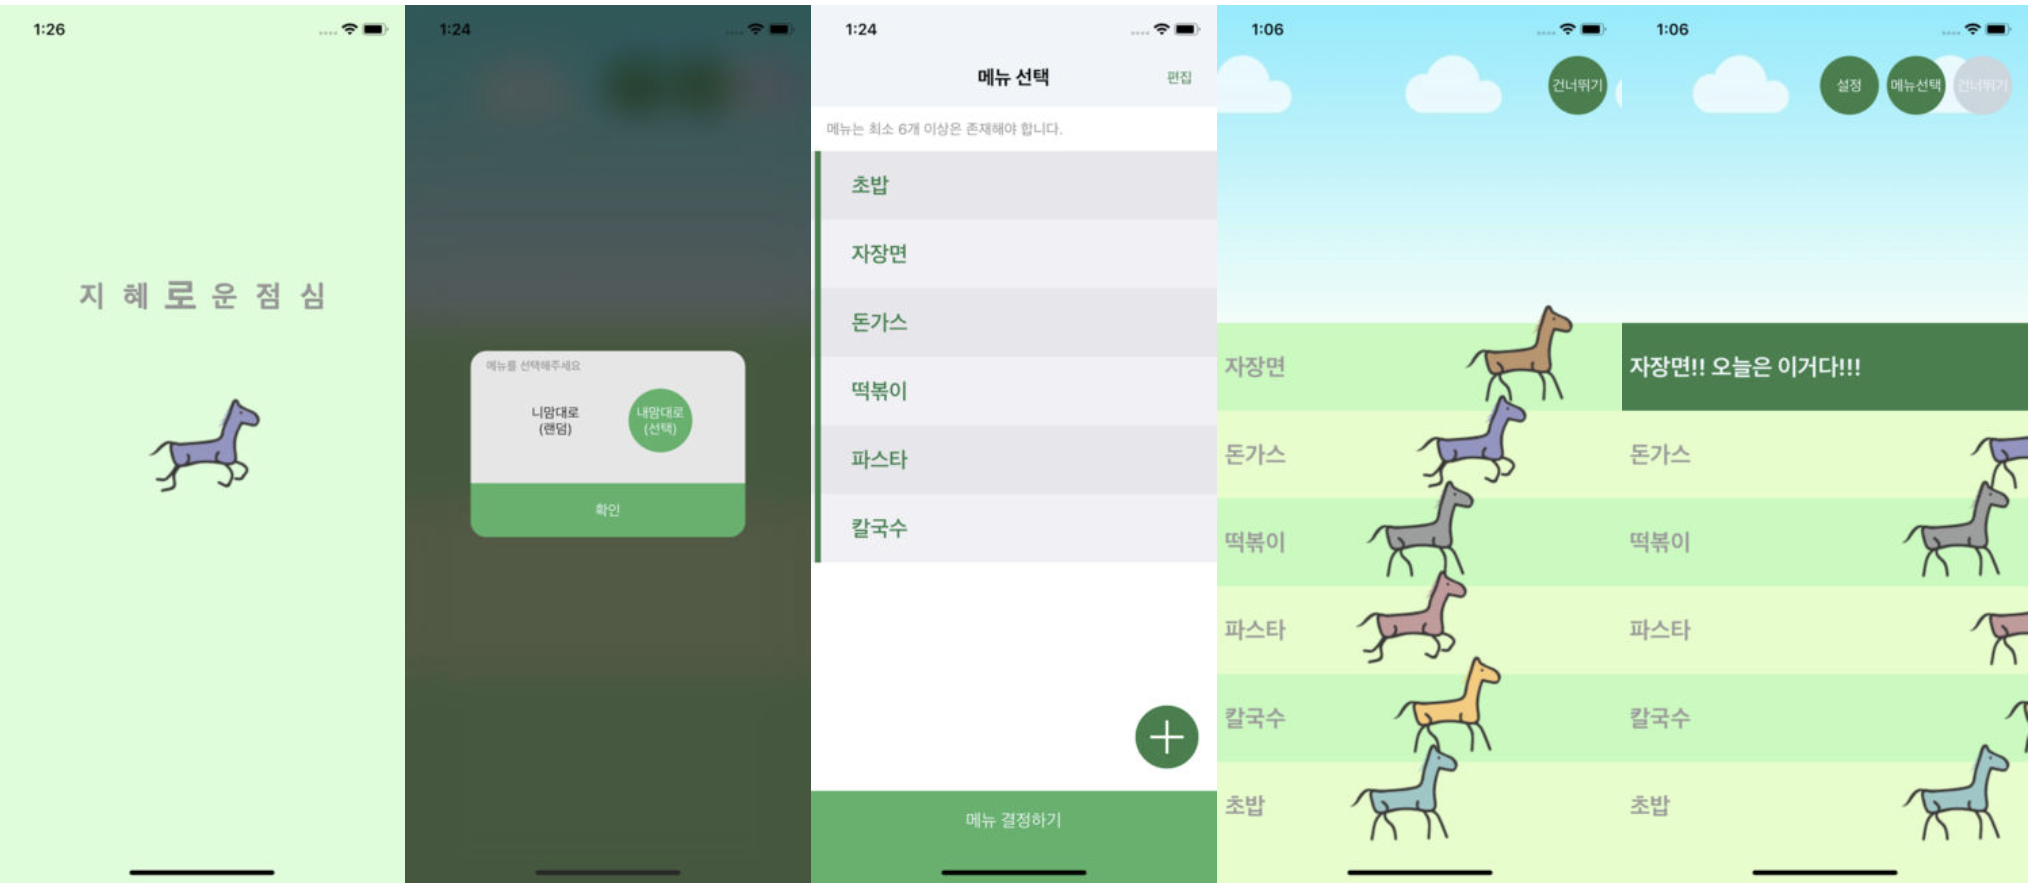 1:26
지혜로운점심
1:24
메뉴를 선택해주세요
니맘대로
(랜덤)
내맘대로
(선택)
확인
1:24
메뉴 선택
편집
메뉴는 최소 6개 이상은 존재해야 합니다.
초밥
자장면
돈가스
떡볶이
파스타
칼국수
메뉴 결정하기
1:06
건너뛰기
자장면
돈가스
떡볶이
파스타
칼국수
초밥
1:06
설정
메뉴선택
건너뛰기
자장면!! 오늘은 이거다!!!
돈가스
떡볶이
파스타
칼국수
초밥